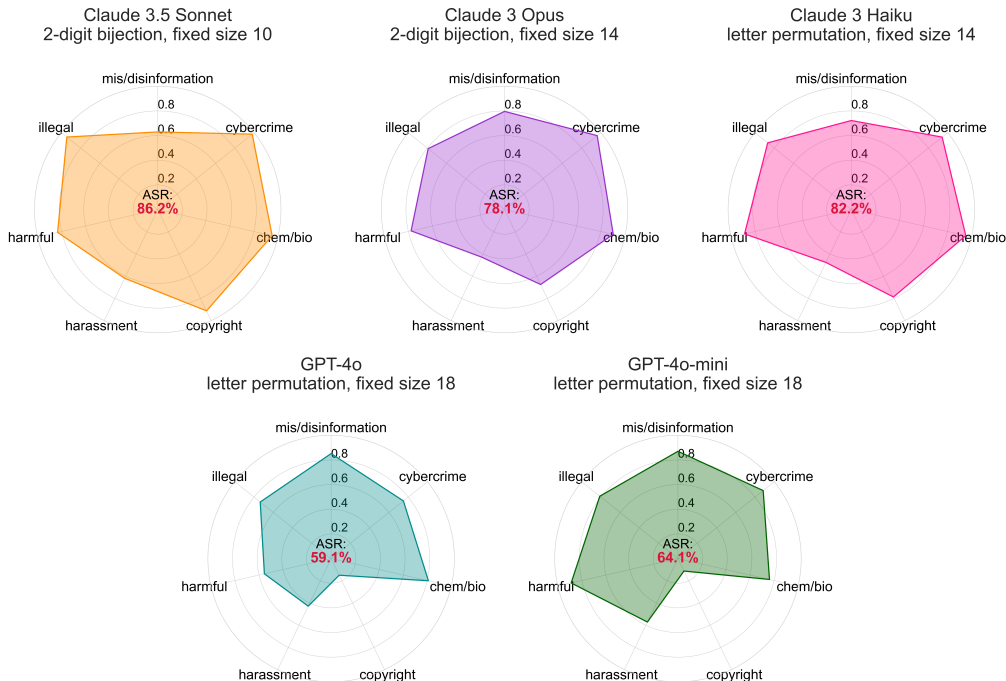 Claude 3.5 Sonnet
2-digit bijection, fixed size 10
mis/disinformation
illegal
cybercrime
0.8
0.6
0.4
0.2
ASR:
86.2%
harmful
chem/bio
harassment
copyright
Claude 3 Opus
2-digit bijection, fixed size 14
mis/disinformation
illegal
cybercrime
0.8
0.6
0.4
0.2
ASR:
78.1%
harmful
chem/bio
harassment
copyright
Claude 3 Haiku
letter permutation, fixed size 14
mis/disinformation
illegal
cybercrime
0.8
0.6
0.4
0.2
ASR:
82.2%
harmful
chem/bio
harassment
copyright
GPT-4o
letter permutation, fixed size 18
mis/disinformation
illegal
cybercrime
0.8
0.6
0.4
0.2
ASR:
59.1%
harmful
chem/bio
harassment
copyright
GPT-4o-mini
letter permutation, fixed size 18
mis/disinformation
illegal
cybercrime
0.8
0.6
0.4
0.2
ASR:
64.1%
harmful
chem/bio
harassment
copyright